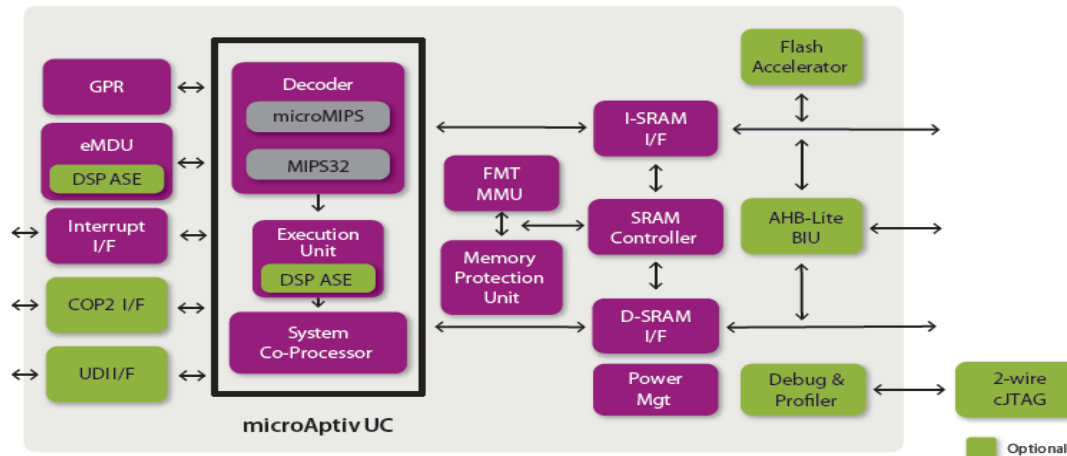 GPR
eMDU
DSP ASE
Interrupt
I/F
COP2 I/F
UDI I/F
Decoder
microMIPS
MIPS32
Execution
Unit
DSP ASE
System
Co-Processor
microAptiv UC
FMT
MMU
Memory
Protection
Unit
I-SRAM
I/F
SRAM
Controller
D-SRAM
I/F
Power
Mgt
Flash
Accelerator
AHB-Lite
BIU
Debug &
Profiler
2-wire
cJTAG
Optional